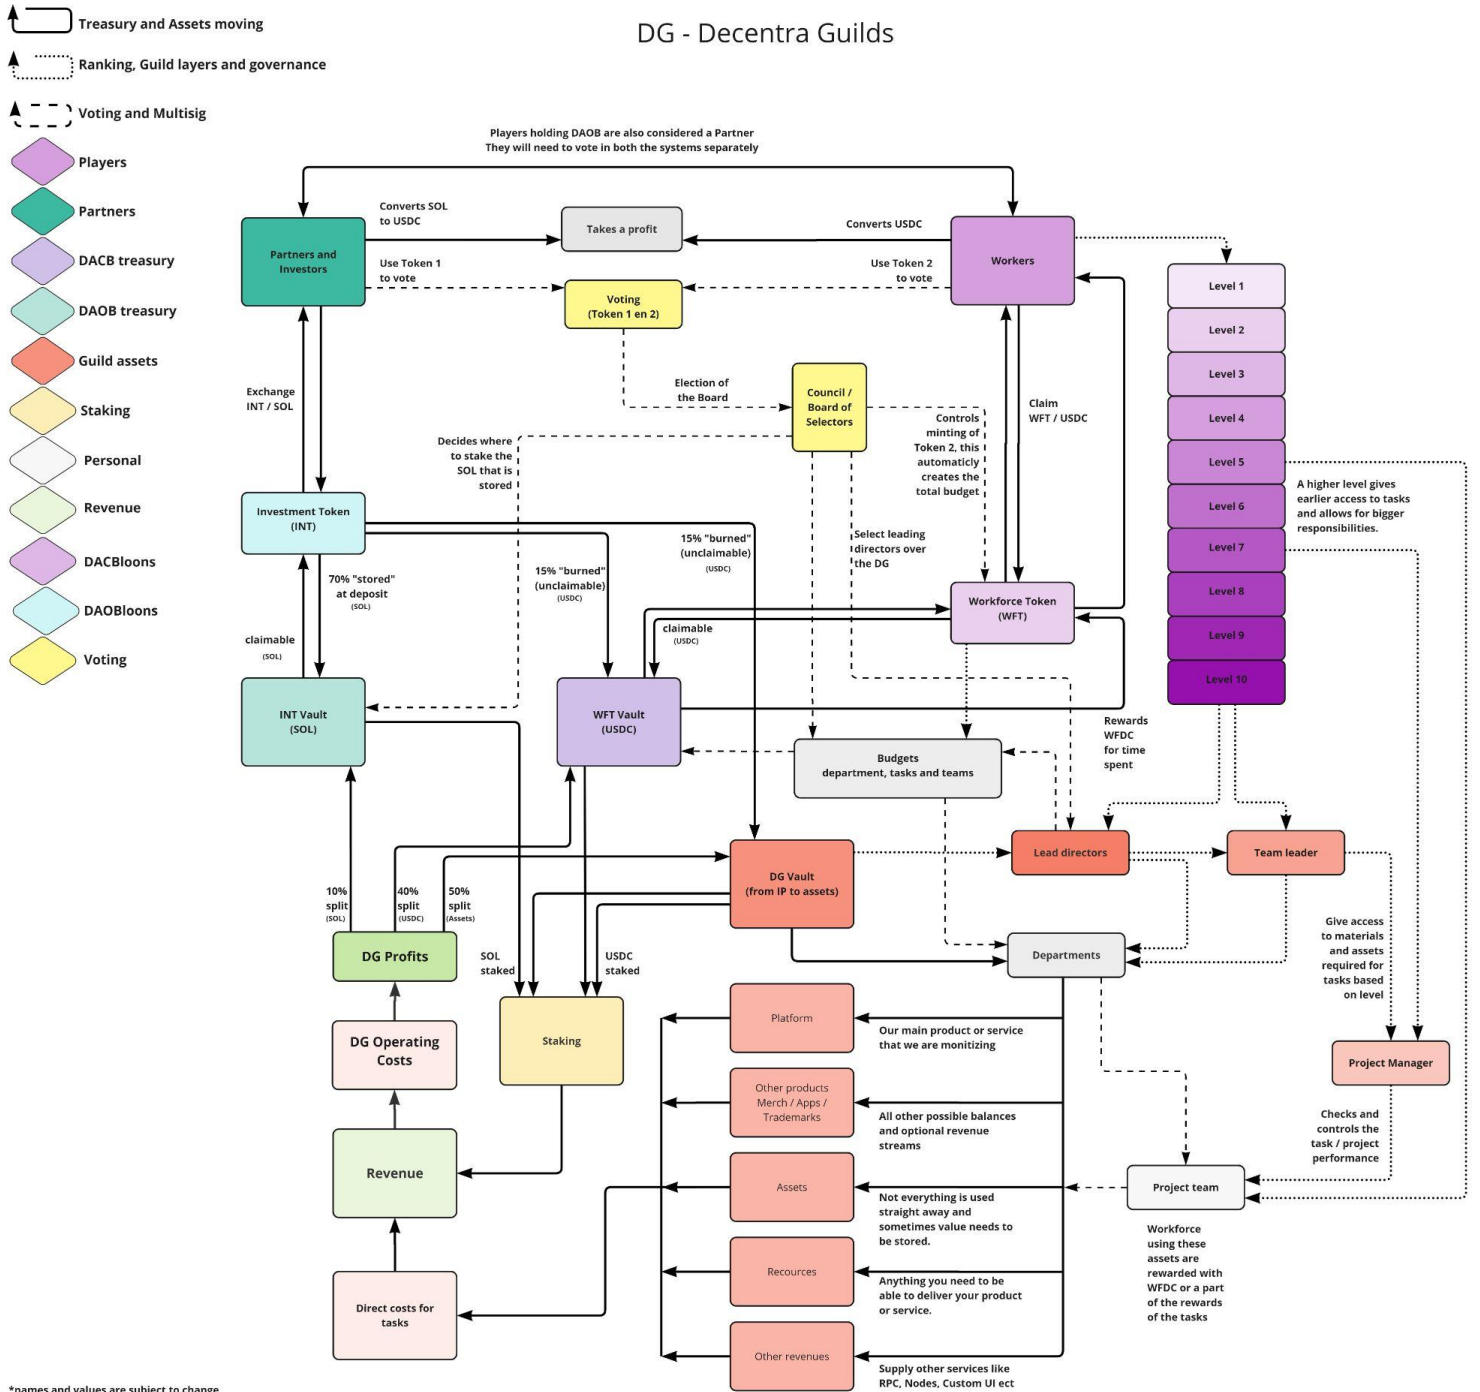 DG - Decentra Guilds
Treasury and Assets moving
Ranking, Guild layers and governance
Voting and Multisig
Players
Partners
DACB treasury
DAOB treasury
Guild assets
Staking
Personal
Revenue
DACBloons
DAOBloons
Voting
Players holding DAOB are also considered a Partner
They will need to vote in both the systems separately
Partners and
Investors
Converts SOL
to USDC
Takes a profit
Converts USDC
Workers
Use Token 1
to vote
Voting
(Token 1 en 2)
Use Token 2
to vote
Level 1
Level 2
Level 3
Level 4
Level 5
Level 6
Level 7
Level 8
Level 9
Level 10
A higher level gives
earlier access to tasks
and allows for bigger
responsibilities.
Exchange
INT / SOL
Election of
the Board
Council /
Board of
Selectors
Controls
minting of
Token 2, this
automaticly
creates the
total budget
Claim
WFT / USDC
Decides where
to stake the
SOL that is
stored
Investment Token
(INT)
70% "stored"
at deposit
(SOL)
15% "burned"
(unclaimable)
(USDC)
15% "burned"
(unclaimable)
(USDC)
Select leading
directors over
the DG
Workforce Token
(WFT)
claimable
(SOL)
claimable
(USDC)
INT Vault
(SOL)
WFT Vault
(USDC)
Budgets
department, tasks and teams
Rewards
WFDC
for time
spent
10%
split
(SOL)
40%
split
(USDC)
50%
split
(Assets)
DG Vault
(from IP to assets)
Lead directors
Team leader
DG Profits
SOL
staked
USDC
staked
Departments
Give access
to materials
and assets
required for
tasks based
on level
DG Operating
Costs
Staking
Platform
Our main product or service
that we are monitizing
Project Manager
Other products
Merch / Apps /
Trademarks
All other possible balances
and optional revenue
streams
Checks and
controls the
task / project
performance
Revenue
Assets
Not everything is used
straight away and
sometimes value needs to
be stored.
Project team
Workforce
using these
assets are
rewarded with
WFDC or a part
of the rewards
of the tasks
Recources
Anything you need to be
able to deliver your product
or service.
Direct costs for
tasks
Other revenues
Supply other services like
RPC, Nodes, Custom UI ect
*names and values are subject to change